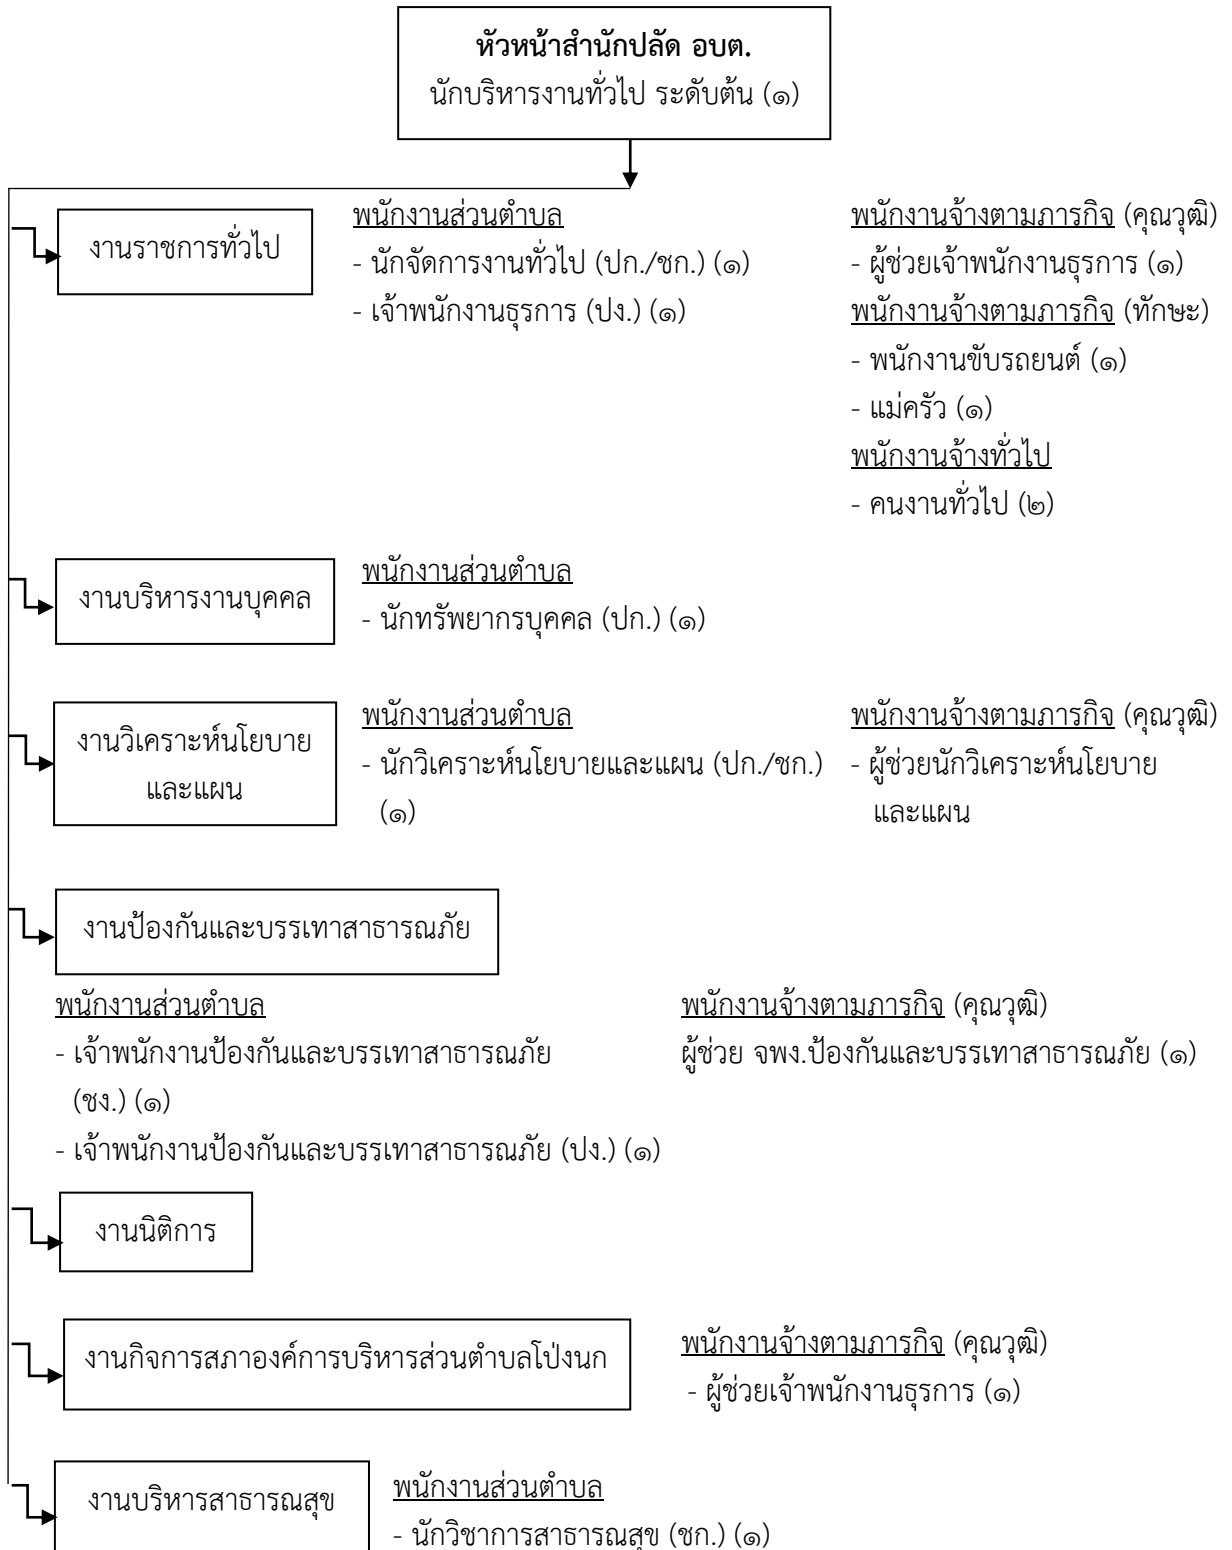 หัวหน้าสำนักปลัด อบต.
นักบริหารงานทั่วไป ระดับต้น (๑)
งานราชการทั่วไป
พนักงานส่วนตำบล
- นักจัดการงานทั่วไป (ปก./ชก.) (๑)
- เจ้าพนักงานธุรการ (ปง.) (๑)
พนักงานจ้างตามภารกิจ (คุณวุฒิ)
- ผู้ช่วยเจ้าพนักงานธุรการ (๑)
พนักงานจ้างตามภารกิจ (ทักษะ)
- พนักงานขับรถยนต์ (๑)
- แม่ครัว (๑)
พนักงานจ้างทั่วไป
- คนงานทั่วไป (๒)
งานบริหารงานบุคคล
พนักงานส่วนตำบล
- นักทรัพยากรบุคคล (ปก.) (๑)
งานวิเคราะห์นโยบาย
และแผน
พนักงานส่วนตำบล
- นักวิเคราะห์นโยบายและแผน (ปก./ชก.)
(๑)
พนักงานจ้างตามภารกิจ (คุณวุฒิ)
- ผู้ช่วยนักวิเคราะห์นโยบาย
และแผน
งานป้องกันและบรรเทาสาธารณภัย
พนักงานส่วนตำบล
- เจ้าพนักงานป้องกันและบรรเทาสาธารณภัย
(ชง.) (๑)
- เจ้าพนักงานป้องกันและบรรเทาสาธารณภัย (ปง.) (๑)
พนักงานจ้างตามภารกิจ (คุณวุฒิ)
ผู้ช่วย จพง.ป้องกันและบรรเทาสาธารณภัย (๑)
งานนิติการ
งานกิจการสภาองค์การบริหารส่วนตำบลโป่งนก
พนักงานจ้างตามภารกิจ (คุณวุฒิ)
- ผู้ช่วยเจ้าพนักงานธุรการ (๑)
งานบริหารสาธารณสุข
พนักงานส่วนตำบล
- นักวิชาการสาธารณสุข (ชก.) (๑)